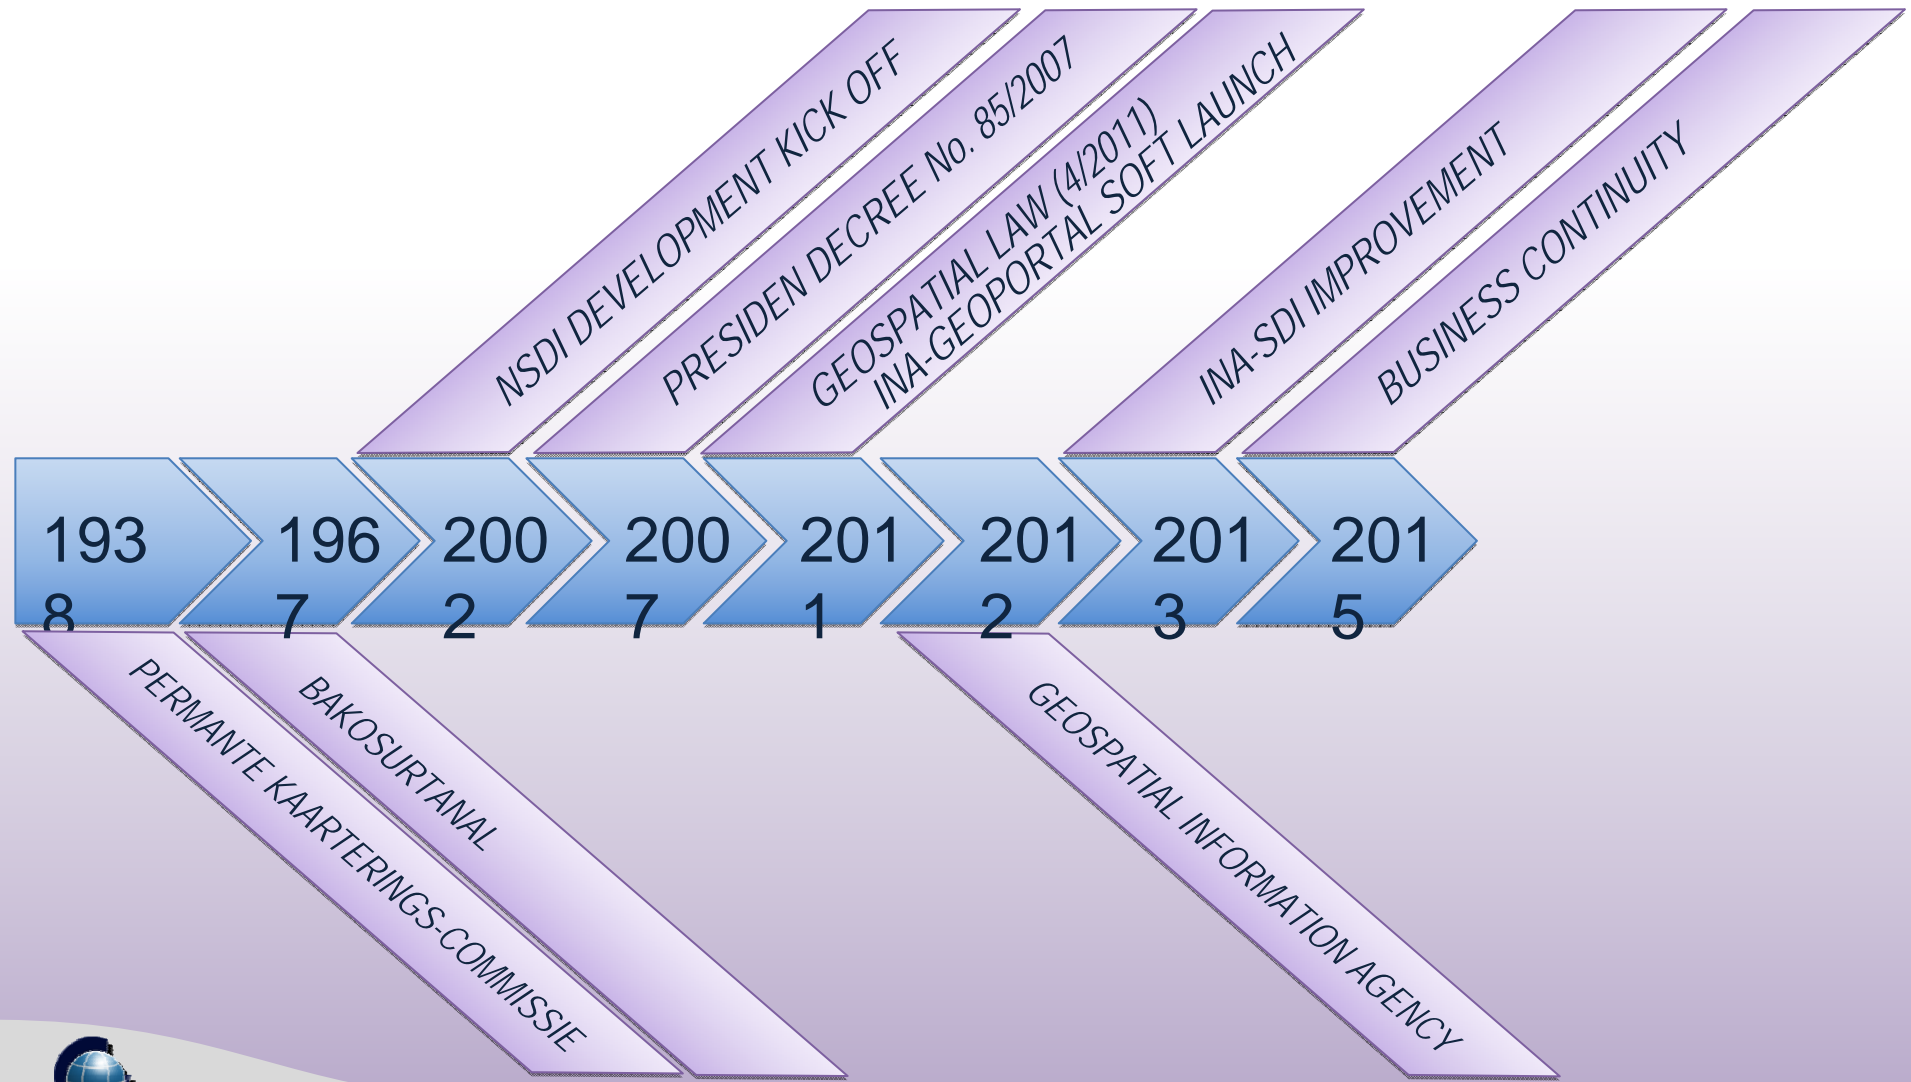 NSDI DEVELOPMENT KICK OFF
PRESIDEN DECREE No. 85/2007
GEOSPATIAL LAW (4/2011)
INA-GEOPORTAL SOFT LAUNCH
INA-SDI IMPROVEMENT
BUSINESS CONTINUITY
193
8
196
7
200
2
200
7
201
1
201
2
201
3
201
5
PERMANTE KAARTERINGS-COMMISSIE
BAKOSURTANAL
GEOSPATIAL INFORMATION AGENCY